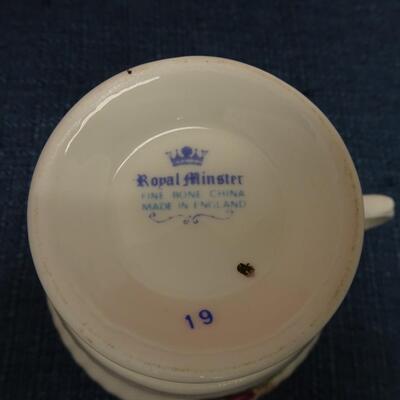 Royal Minster
FINE BONE CHINA
MADE IN ENGLAND
19